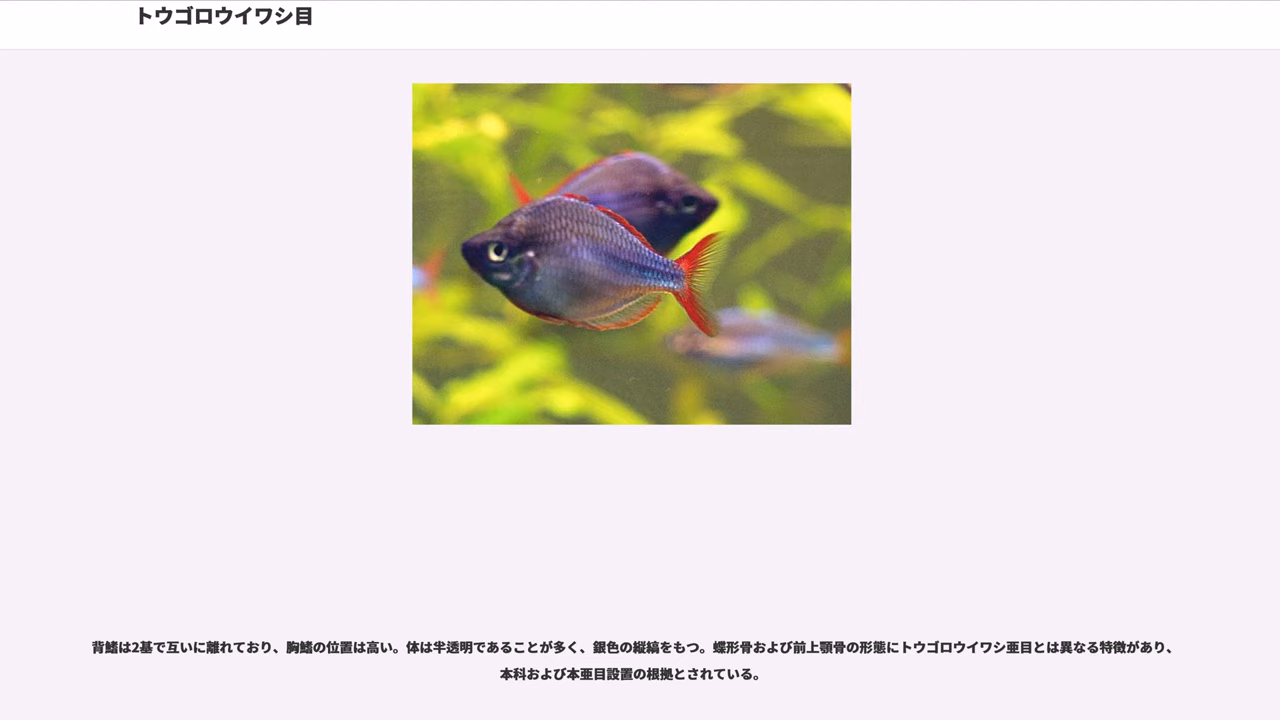 トウゴロウイワシ目
背鰭は2基で互いに離れており、胸鰭の位置は高い。体は半透明であることが多く、銀色の縦縞をもつ。蝶形骨および前上顎骨の形態にトウゴロウイワシ亜目とは異なる特徴があり、
本科および本亜目設置の根拠とされている。